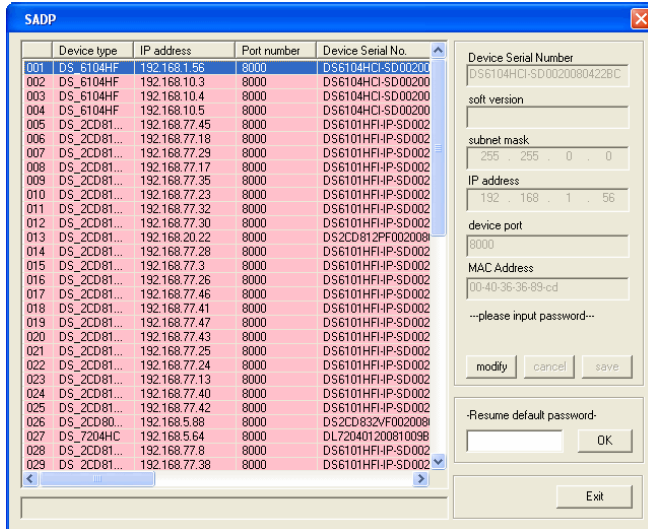 SADP
Device type IP address Port number Device Serial No.
001 DS_6104HF 192.168.1.56 8000 DS6104HCI-SD00200
002 DS_6104HF 192.168.10.3 8000 DS6104HCI-SD00200
003 DS_6104HF 192.168.10.4 8000 DS6104HCI-SD00200
004 DS_6104HF 192.168.10.5 8000 DS6104HCI-SD00200
005 DS_2CD81... 192.168.77.45 8000 DS6101HFI-IP-SD002
006 DS_2CD81... 192.168.77.18 8000 DS6101HFI-IP-SD002
007 DS_2CD81... 192.168.77.29 8000 DS6101HFI-IP-SD002
008 DS_2CD81... 192.168.77.17 8000 DS6101HFI-IP-SD002
009 DS_2CD81... 192.168.77.35 8000 DS6101HFI-IP-SD002
010 DS_2CD81... 192.168.77.23 8000 DS6101HFI-IP-SD002
011 DS_2CD81... 192.168.77.32 8000 DS6101HFI-IP-SD002
012 DS_2CD81... 192.168.77.30 8000 DS6101HFI-IP-SD002
013 DS_2CD81... 192.168.20.22 8000 DS2CD812PF002008
014 DS_2CD81... 192.168.77.28 8000 DS6101HFI-IP-SD002
015 DS_2CD81... 192.168.77.3 8000 DS6101HFI-IP-SD002
016 DS_2CD81... 192.168.77.26 8000 DS6101HFI-IP-SD002
017 DS_2CD81... 192.168.77.46 8000 DS6101HFI-IP-SD002
018 DS_2CD81... 192.168.77.41 8000 DS6101HFI-IP-SD002
019 DS_2CD81... 192.168.77.47 8000 DS6101HFI-IP-SD002
020 DS_2CD81... 192.168.77.43 8000 DS6101HFI-IP-SD002
021 DS_2CD81... 192.168.77.25 8000 DS6101HFI-IP-SD002
022 DS_2CD81... 192.168.77.24 8000 DS6101HFI-IP-SD002
023 DS_2CD81... 192.168.77.13 8000 DS6101HFI-IP-SD002
024 DS_2CD81... 192.168.77.40 8000 DS6101HFI-IP-SD002
025 DS_2CD81... 192.168.77.42 8000 DS6101HFI-IP-SD002
026 DS_2CD80... 192.168.5.88 8000 DS2CD832VF002008
027 DS_7204HC 192.168.5.64 8000 DL72040120081009B
028 DS_2CD81... 192.168.77.8 8000 DS6101HFI-IP-SD002
029 DS_2CD81... 192.168.77.38 8000 DS6101HFI-IP-SD002
Device Serial Number
DS6104HCI-SD0020080422BC
soft version
subnet mask
255 . 255 . 0 . 0
IP address
192 . 168 . 1 . 56
device port
8000
MAC Address
00-40-36-36-89-cd
---please input password---
modify cancel save
-Resume default password-
OK
Exit